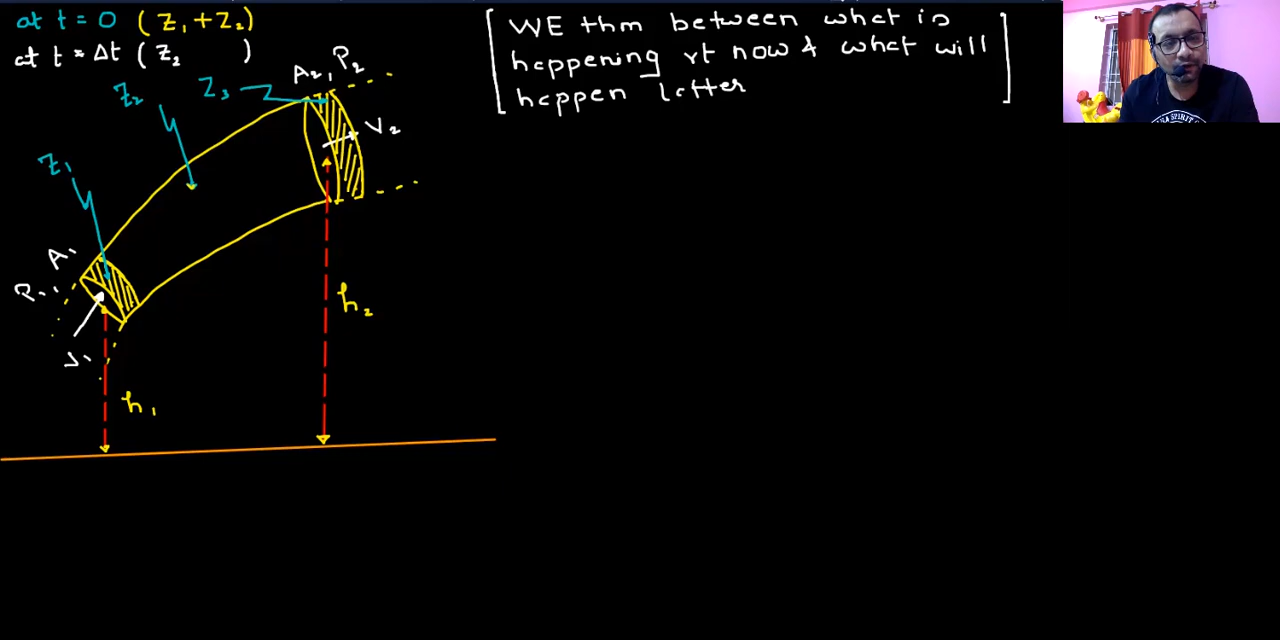 at t = 0 (Z₁+Z₂)
at t = Δt (Z₂ )
WE thm between what is
happening rt now & what will
happen latter
A₂, P₂
Z₂
Z₃
V₂
Z₁
A₁
P₁,
V₁
h₂
h₁
SPIRIT